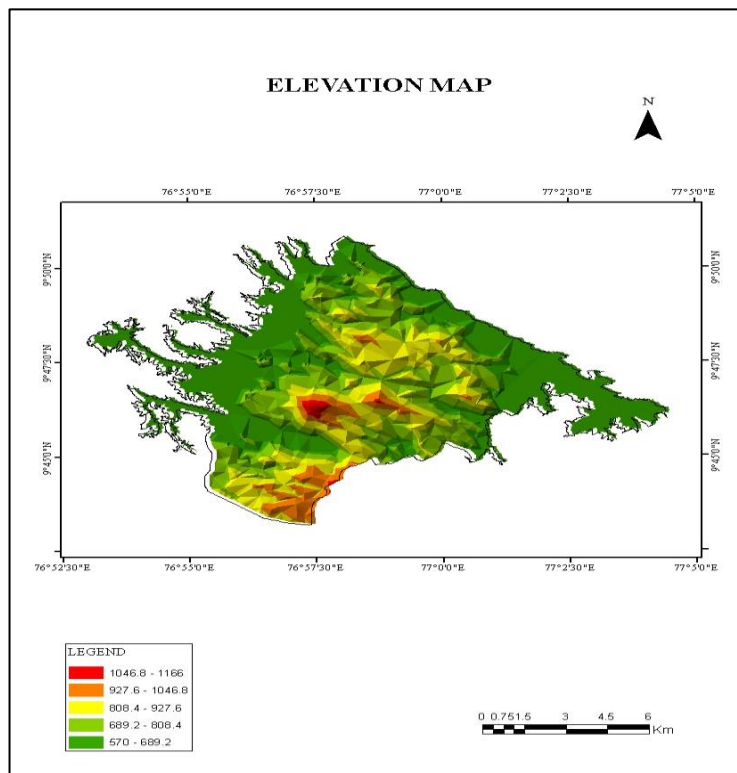 ELEVATION MAP
N
76°55'0"E 76°57'30"E 77°0'0"E 77°2'30"E 77°5'0"E
9°50'0"N 9°50'0"N
9°47'30"N 9°47'30"N
9°45'0"N 9°45'0"N
76°52'30"E 76°55'0"E 76°57'30"E 77°0'0"E 77°2'30"E 77°5'0"E
LEGEND
1046.8 - 1166
927.6 - 1046.8
808.4 - 927.6
689.2 - 808.4
570 - 689.2
0 0.75 1.5 3 4.5 6
Km